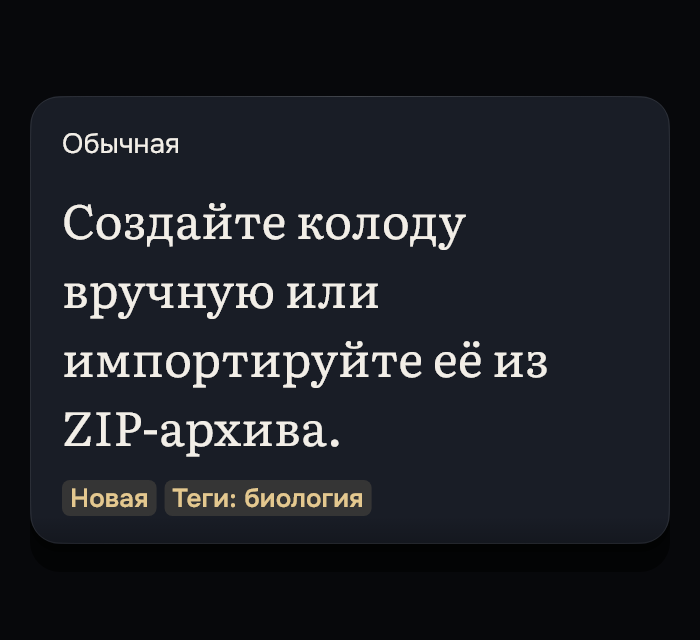 Обычная
Создайте колоду
вручную или
импортируйте её из
ZIP-архива.
Новая Теги: биология